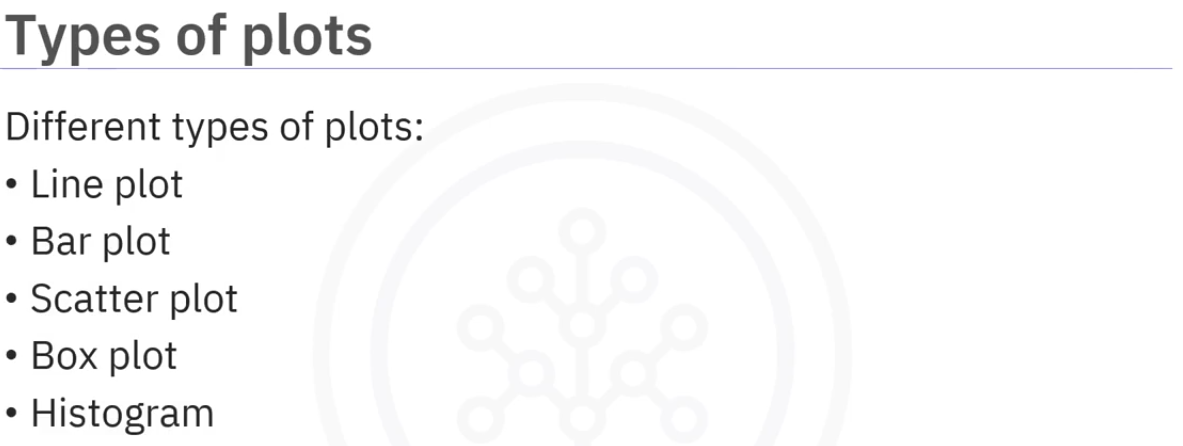 Types of plots
Different types of plots:
• Line plot
• Bar plot
• Scatter plot
• Box plot
• Histogram